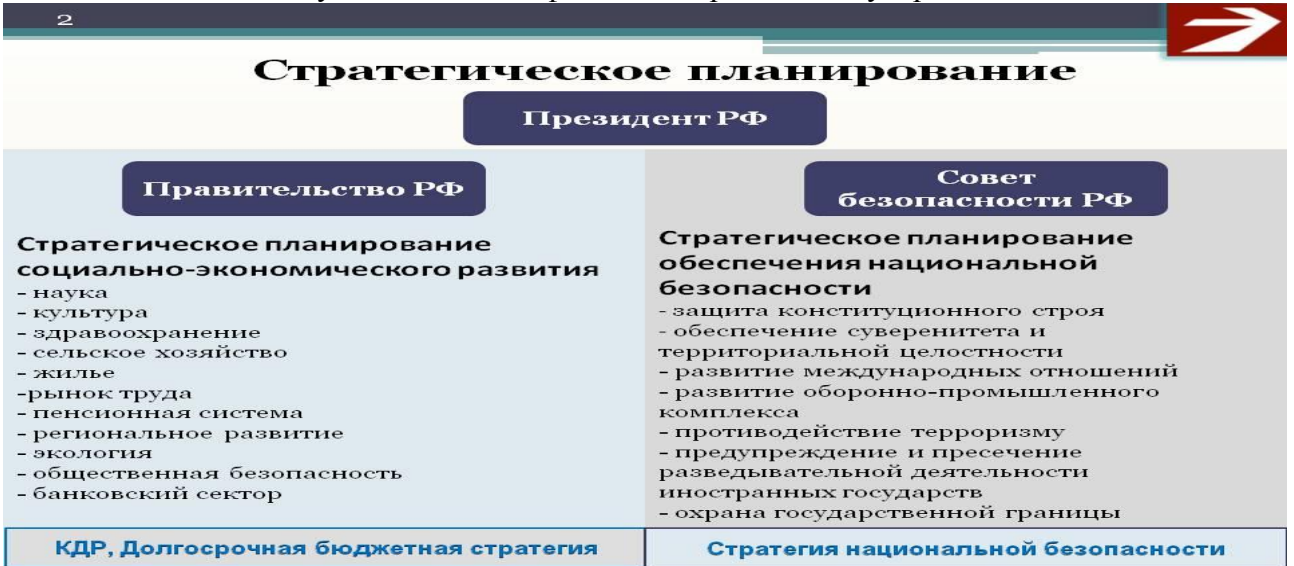 2
Стратегическое планирование
Президент РФ
Правительство РФ
Стратегическое планирование
социально-экономического развития
- наука
- культура
- здравоохранение
- сельское хозяйство
- жилье
-рынок труда
- пенсионная система
- региональное развитие
- экология
- общественная безопасность
- банковский сектор
КДР, Долгосрочная бюджетная стратегия
Совет
безопасности РФ
Стратегическое планирование
обеспечения национальной
безопасности
- защита конституционного строя
- обеспечение суверенитета и
территориальной целостности
- развитие международных отношений
- развитие оборонно-промышленного
комплекса
- противодействие терроризму
- предупреждение и пресечение
разведывательной деятельности
иностранных государств
- охрана государственной границы
Стратегия национальной безопасности